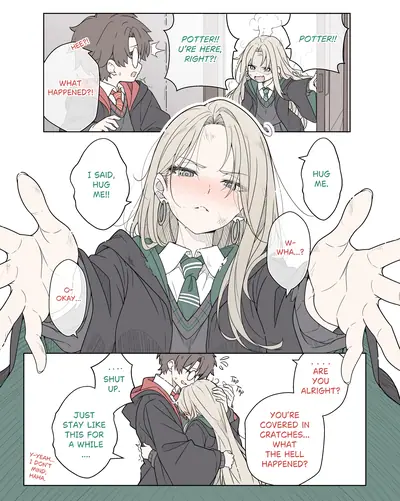 POTTER!!
POTTER!!
U'RE HERE,
RIGHT?!
HEE?!
WHAT
HAPPENED?!
HUG
ME.
W-
WHA...?
I SAID,
HUG
ME!!
O-
OKAY...
....
ARE
YOU
ALRIGHT?
YOU'RE
COVERED IN
CRATCHES...
WHAT
THE HELL
HAPPENED?
....
SHUT
UP.
JUST
STAY LIKE
THIS FOR
A WHILE
....
Y-YEAH...
I DON'T
MIND,
HAHA.